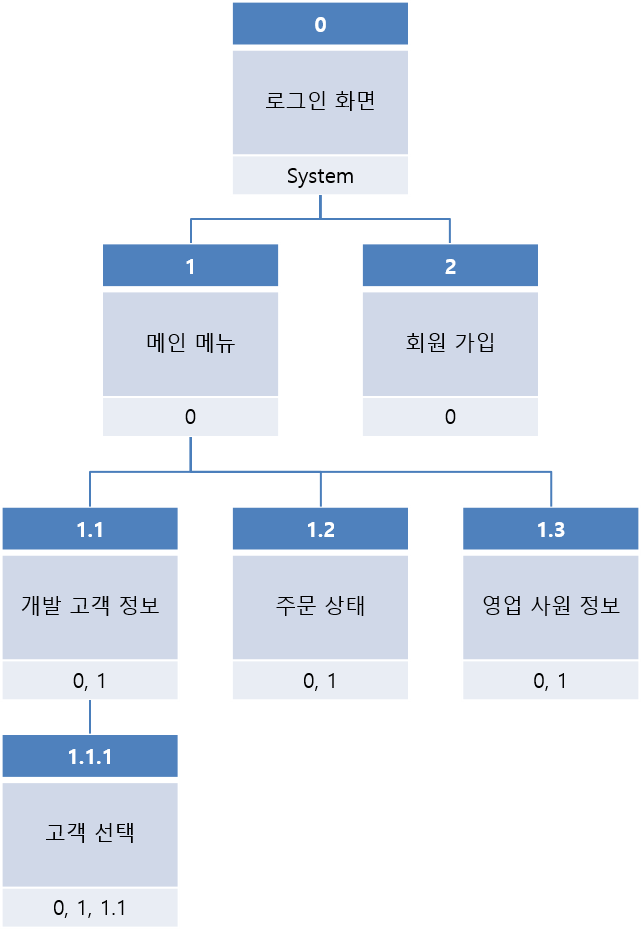 0
로그인 화면
System
1
메인 메뉴
0
2
회원 가입
0
1.1
개발 고객 정보
0, 1
1.2
주문 상태
0, 1
1.3
영업 사원 정보
0, 1
1.1.1
고객 선택
0, 1, 1.1